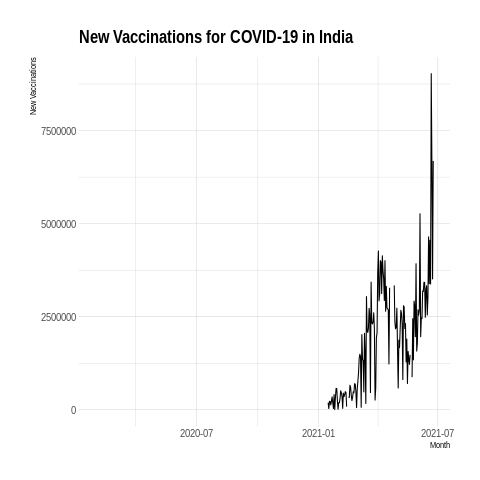 New Vaccinations for COVID-19 in India
New Vaccinations
7500000
5000000
2500000
0
2020-07
2021-01
2021-07
Month